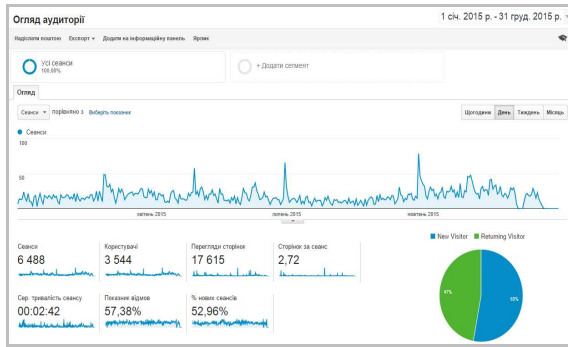 Огляд аудиторії
1 січ. 2015 р. - 31 груд. 2015 р.
Надіслати поштою Експорт Додати на інформаційну панель Ярлик
Усі сеанси
100,00%
+ Додати сегмент
Огляд
Сеанси порівняно з Виберіть показник
Щогодини День Тиждень Місяць
Сеанси
100
50
квітень 2015 липень 2015 жовтень 2015
New Visitor Returning Visitor
Сеанси
6 488
Користувачі
3 544
Перегляди сторінок
17 615
Сторінок за сеанс
2,72
Сер. тривалість сеансу
00:02:42
Показник відмов
57,38%
% нових сеансів
52,96%
47%
53%